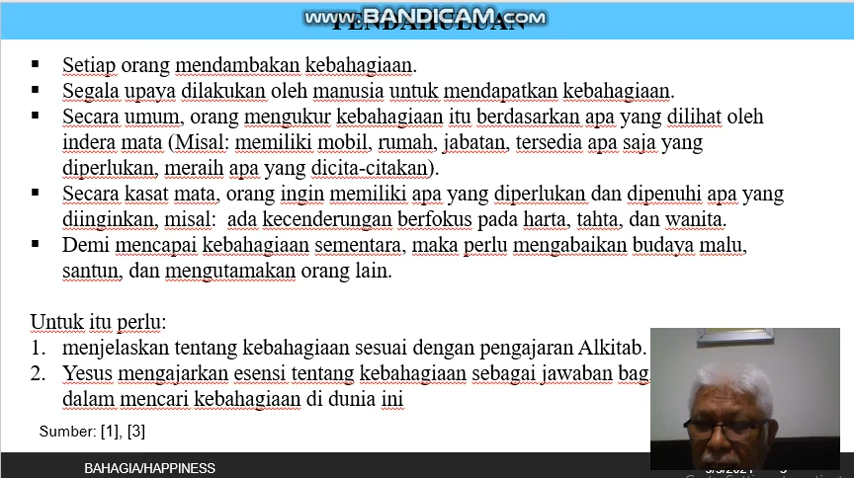 WWW.BANDICAM.COM
PENDAHULUAN
▪ Setiap orang mendambakan kebahagiaan.
▪ Segala upaya dilakukan oleh manusia untuk mendapatkan kebahagiaan.
▪ Secara umum, orang mengukur kebahagiaan itu berdasarkan apa yang dilihat oleh
indera mata (Misal: memiliki mobil, rumah, jabatan, tersedia apa saja yang
diperlukan, meraih apa yang dicita-citakan).
▪ Secara kasat mata, orang ingin memiliki apa yang diperlukan dan dipenuhi apa yang
diinginkan, misal: ada kecenderungan berfokus pada harta, tahta, dan wanita.
▪ Demi mencapai kebahagiaan sementara, maka perlu mengabaikan budaya malu,
santun, dan mengutamakan orang lain.
Untuk itu perlu:
1. menjelaskan tentang kebahagiaan sesuai dengan pengajaran Alkitab.
2. Yesus mengajarkan esensi tentang kebahagiaan sebagai jawaban bag
dalam mencari kebahagiaan di dunia ini
Sumber: [1], [3]
BAHAGIA/HAPPINESS